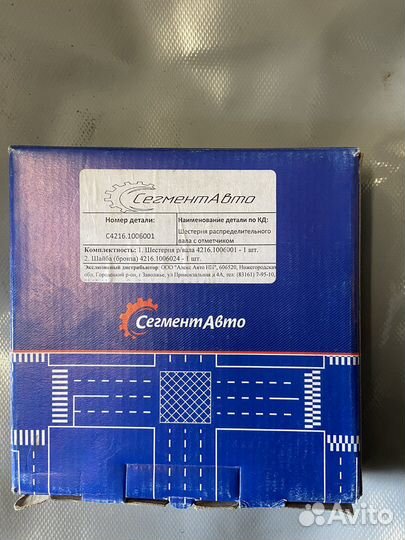 СегментАвто
Номер детали:
Наименование детали по КД:
С4216.1006001
Шестерня распределительного
вала с отметчиком
Комплектность: 1. Шестерня р/вала 4216.1006001 - 1 шт.
2. Шайба (бронза) 4216.1006024 - 1 шт.
Эксклюзивный дистрибьютор: ООО "Алекс Авто НН", 606520, Нижегородская
обл, Городецкий р-он, г Заволжье, ул Привокзальная д 4А, тел: (83161) 7-95-10,
СегментАвто
Avito